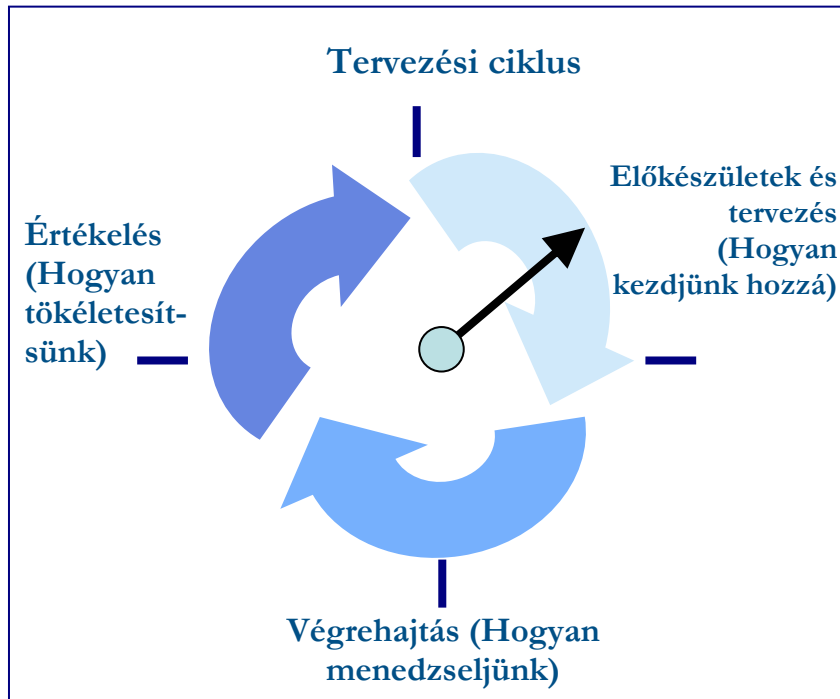 Tervezési ciklus
Előkészületek és
tervezés
(Hogyan
kezdjünk hozzá)
Értékelés
(Hogyan
tökéletesít-
sünk)
Végrehajtás (Hogyan
menedzseljünk)